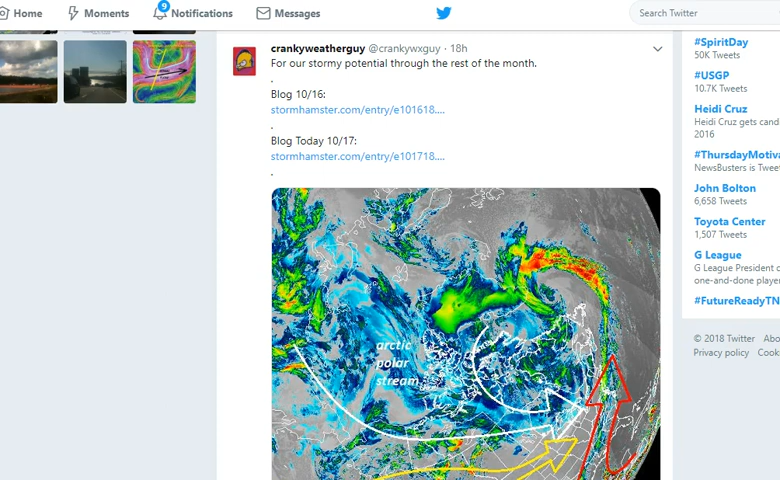 Home Moments 9 Notifications Messages Search Twitter
crankyweatherguy @crankywxguy · 18h
For our stormy potential through the rest of the month.
.
Blog 10/16:
stormhamster.com/entry/e101618....
.
Blog Today 10/17:
stormhamster.com/entry/e101718....
.
arctic
polar
stream
#SpiritDay
50K Tweets
#USGP
10.7K Tweets
Heidi Cruz
Heidi Cruz gets cand
2016
#ThursdayMotiva
NewsBusters is Twee
John Bolton
6,658 Tweets
Toyota Center
1,507 Tweets
G League
G League President c
one-and-done player
#FutureReadyTN
© 2018 Twitter Abo
Privacy policy Cook